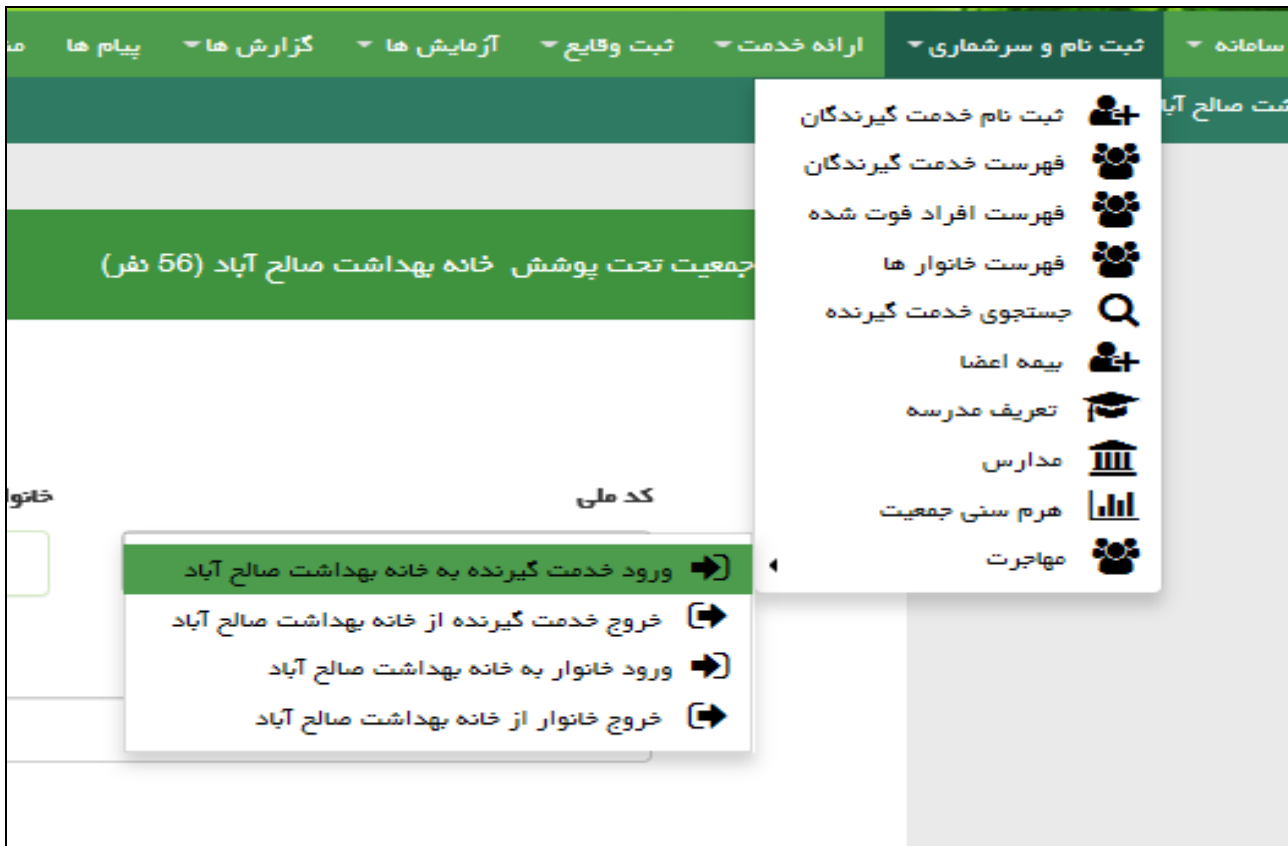 سامانه
ثبت نام و سرشماری
ارائه خدمت
ثبت وقایع
آزمایش ها
گزارش ها
پیام ها
صالح
ثبت نام خدمت گیرندگان
فهرست خدمت گیرندگان
فهرست افراد فوت شده
فهرست خانوار ها
جستجوی خدمت گیرنده
بیمه اعضا
تعریف مدرسه
مدارس
هرم سنی جمعیت
مهاجرت
جمعیت تحت پوشش خانه بهداشت صالح آباد (56 نفر)
کد ملی
ورود خدمت گیرنده به خانه بهداشت صالح آباد
خروج خدمت گیرنده از خانه بهداشت صالح آباد
ورود خانوار به خانه بهداشت صالح آباد
خروج خانوار از خانه بهداشت صالح آباد